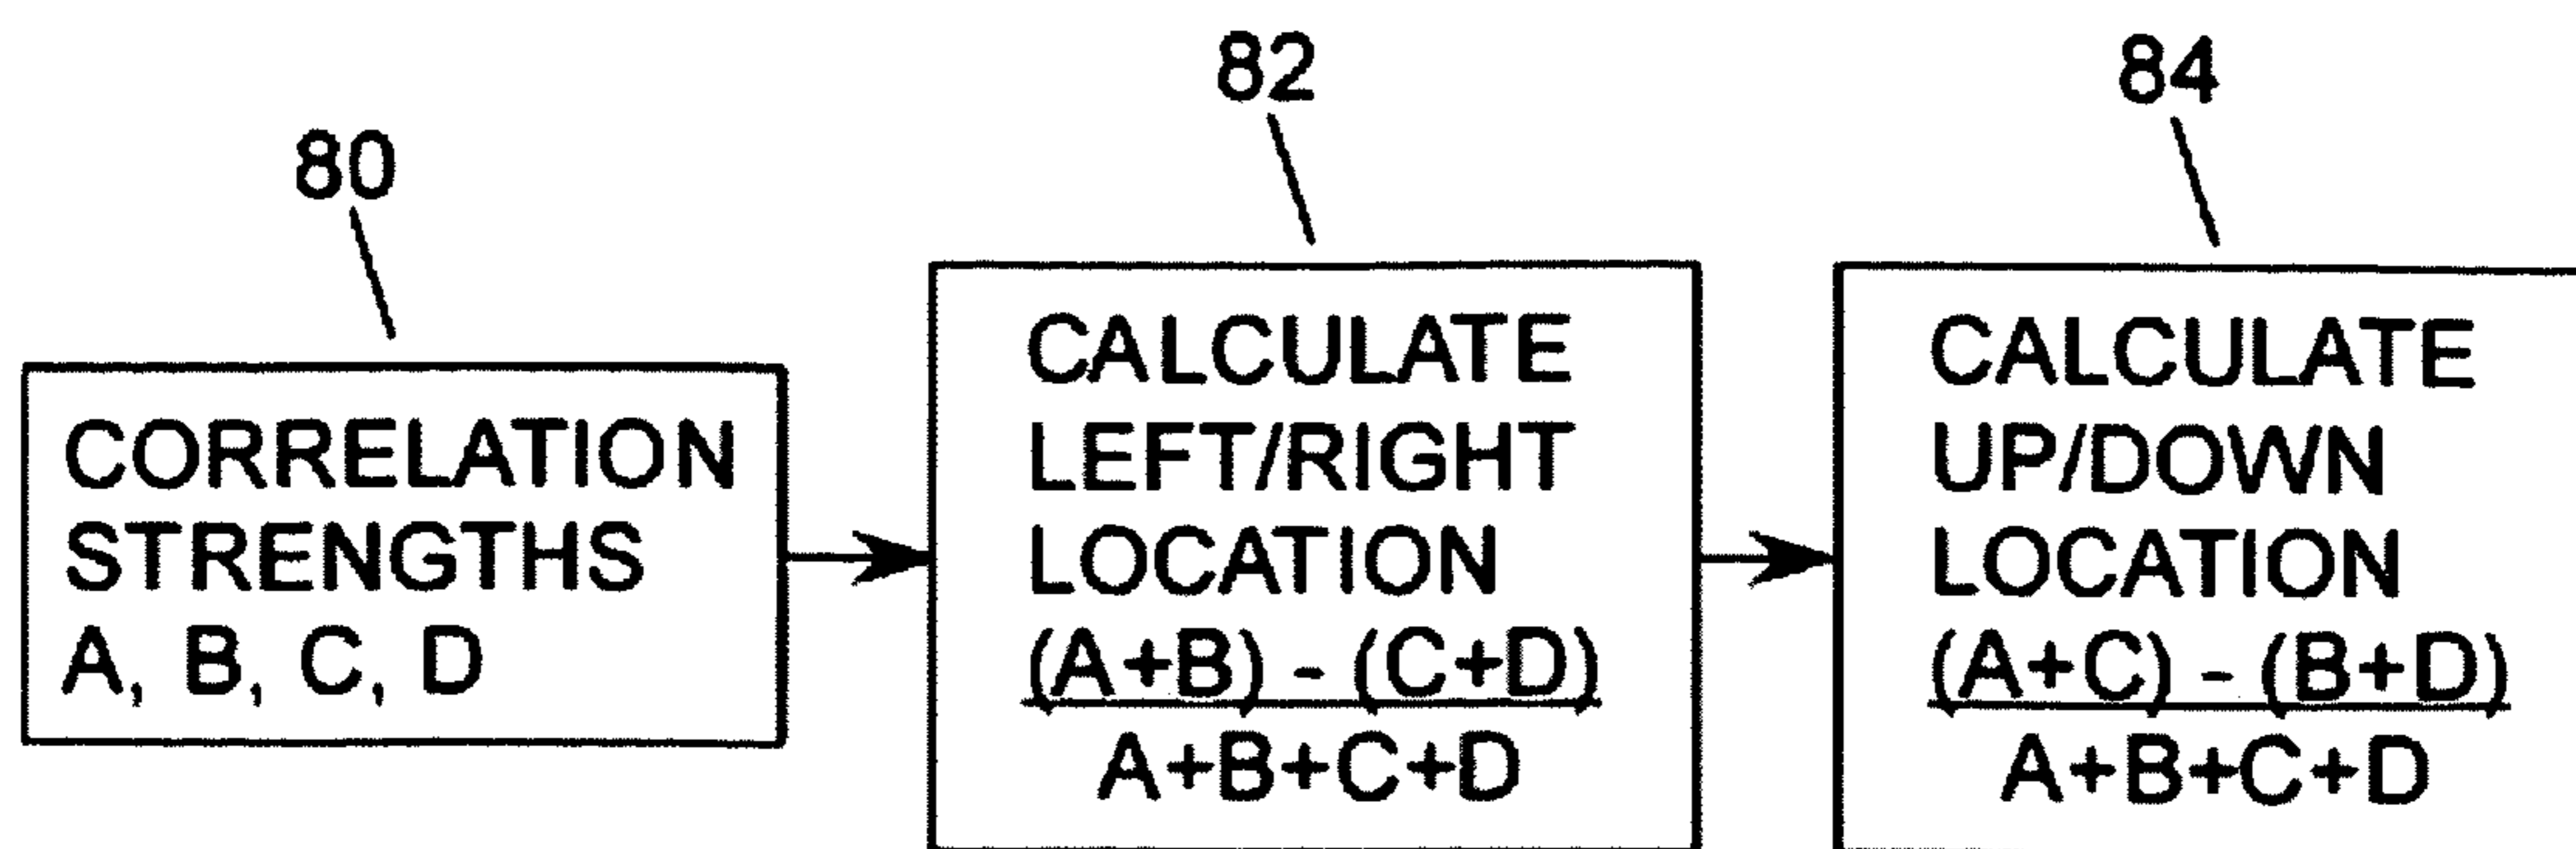 80
CORRELATION
STRENGTHS
A, B, C, D
82
CALCULATE
LEFT/RIGHT
LOCATION
(A+B) - (C+D)
A+B+C+D
84
CALCULATE
UP/DOWN
LOCATION
(A+C) - (B+D)
A+B+C+D